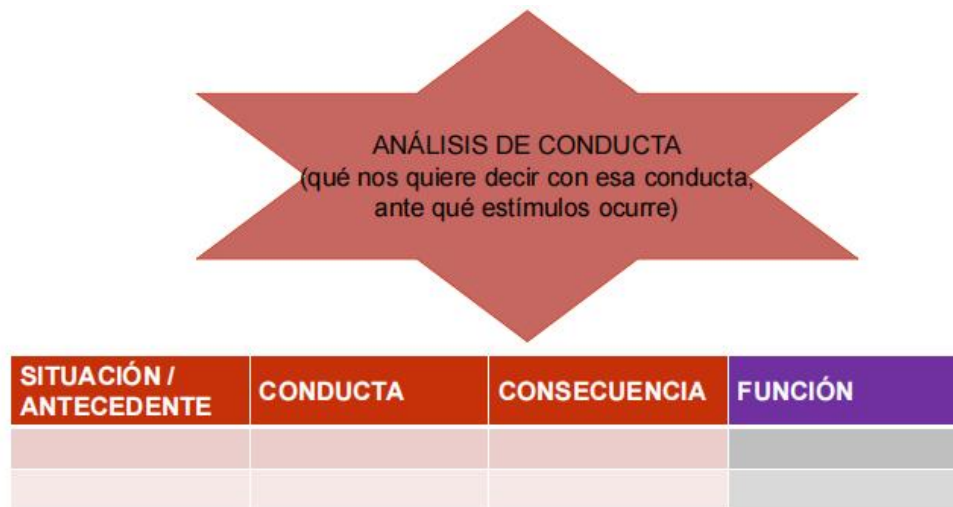 ANÁLISIS DE CONDUCTA
(qué nos quiere decir con esa conducta,
ante qué estímulos ocurre)
SITUACIÓN /
ANTECEDENTE
CONDUCTA
CONSECUENCIA
FUNCIÓN